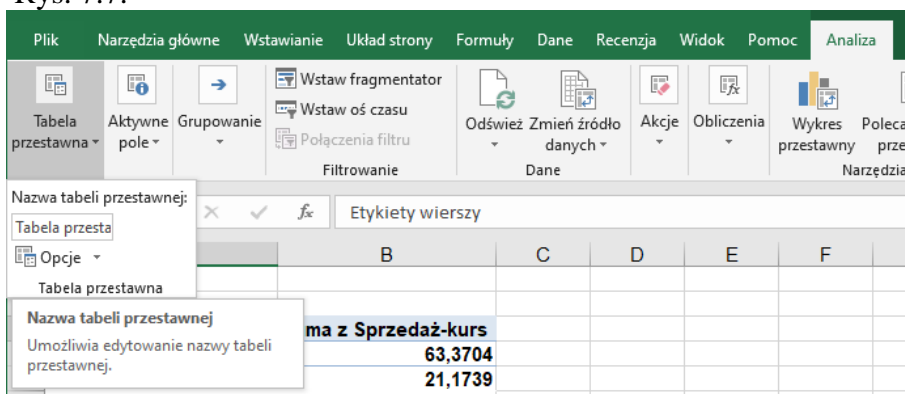 Rys. 7.7.
Plik Narzędzia główne Wstawianie Układ strony Formuły Dane Recenzja Widok Pomoc Analiza
Tabela przestawna
Aktywne pole
Grupowanie
Wstaw fragmentator
Wstaw oś czasu
Połączenia filtru
Filtrowanie
Odśwież
Zmień źródło danych
Dane
Akcje
Obliczenia
Wykres przestawny
Poleca
prze
Narzędzia
Nazwa tabeli przestawnej:
Tabela przesta
Opcje
Tabela przestawna
fx Etykiety wierszy
B C D E F
Nazwa tabeli przestawnej
Umożliwia edytowanie nazwy tabeli
przestawnej.
ma z Sprzedaż-kurs
63,3704
21,1739